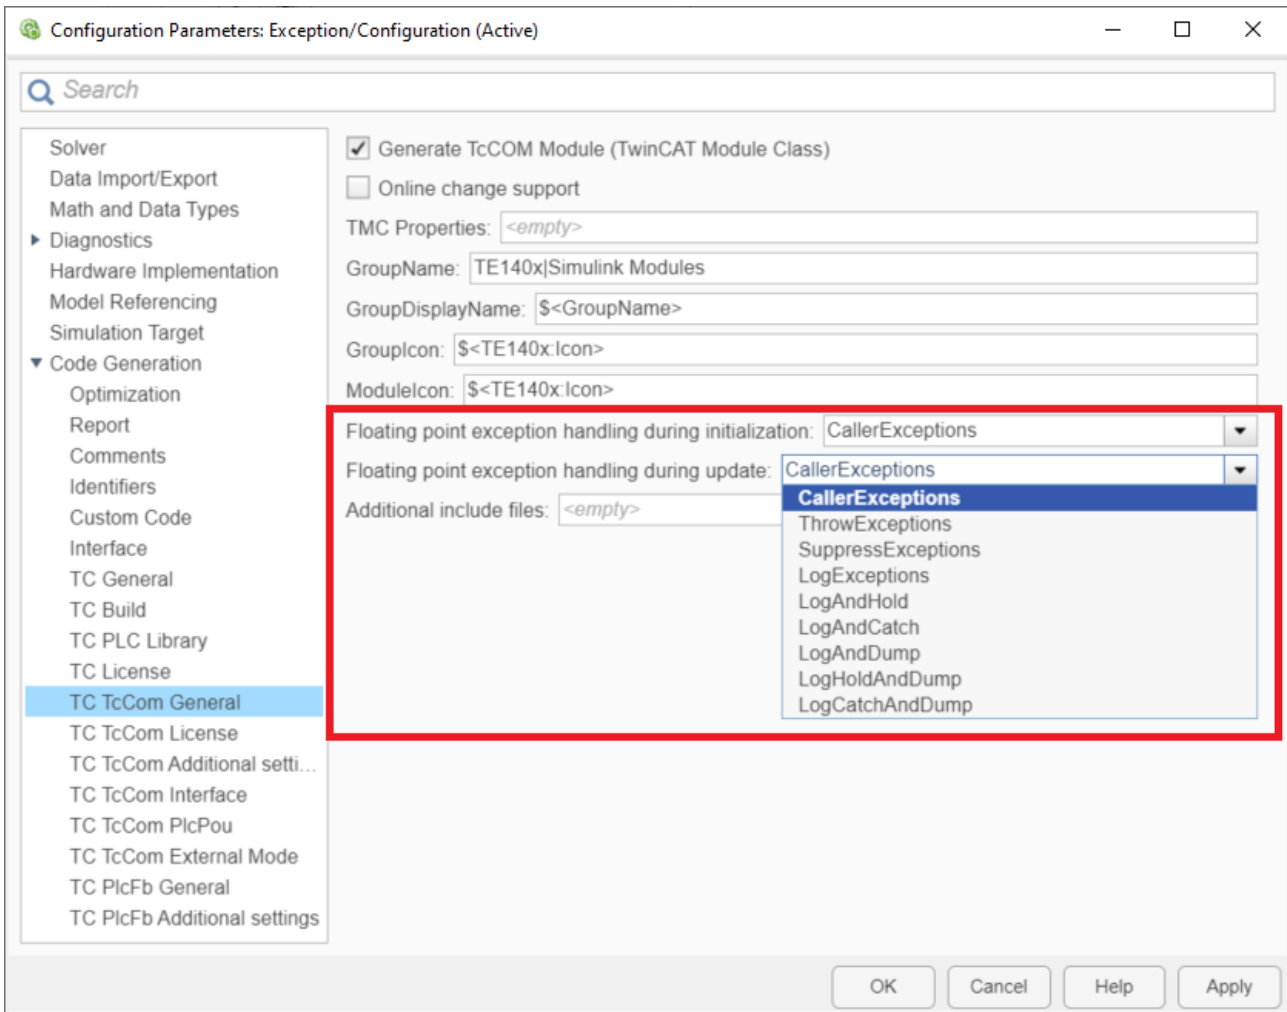 Configuration Parameters: Exception/Configuration (Active)
Search
Solver
Data Import/Export
Math and Data Types
Diagnostics
Hardware Implementation
Model Referencing
Simulation Target
Code Generation
Optimization
Report
Comments
Identifiers
Custom Code
Interface
TC General
TC Build
TC PLC Library
TC License
TC TcCom General
TC TcCom License
TC TcCom Additional setti...
TC TcCom Interface
TC TcCom PlcPou
TC TcCom External Mode
TC PlcFb General
TC PlcFb Additional settings
Generate TcCOM Module (TwinCAT Module Class)
Online change support
TMC Properties: <empty>
GroupName: TE140x|Simulink Modules
GroupDisplayName: $<GroupName>
GroupIcon: $<TE140x:Icon>
ModuleIcon: $<TE140x:Icon>
Floating point exception handling during initialization: CallerExceptions
Floating point exception handling during update: CallerExceptions
Additional include files: <empty>
CallerExceptions
ThrowExceptions
SuppressExceptions
LogExceptions
LogAndHold
LogAndCatch
LogAndDump
LogHoldAndDump
LogCatchAndDump
OK
Cancel
Help
Apply